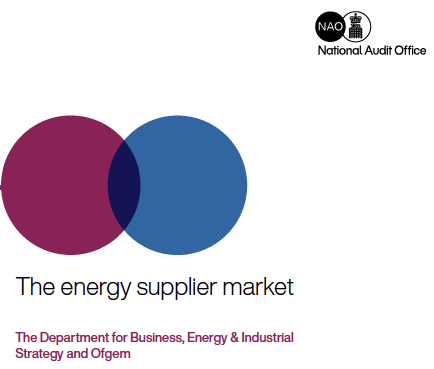 NAO
National Audit Office
The energy supplier market
The Department for Business, Energy & Industrial
Strategy and Ofgem